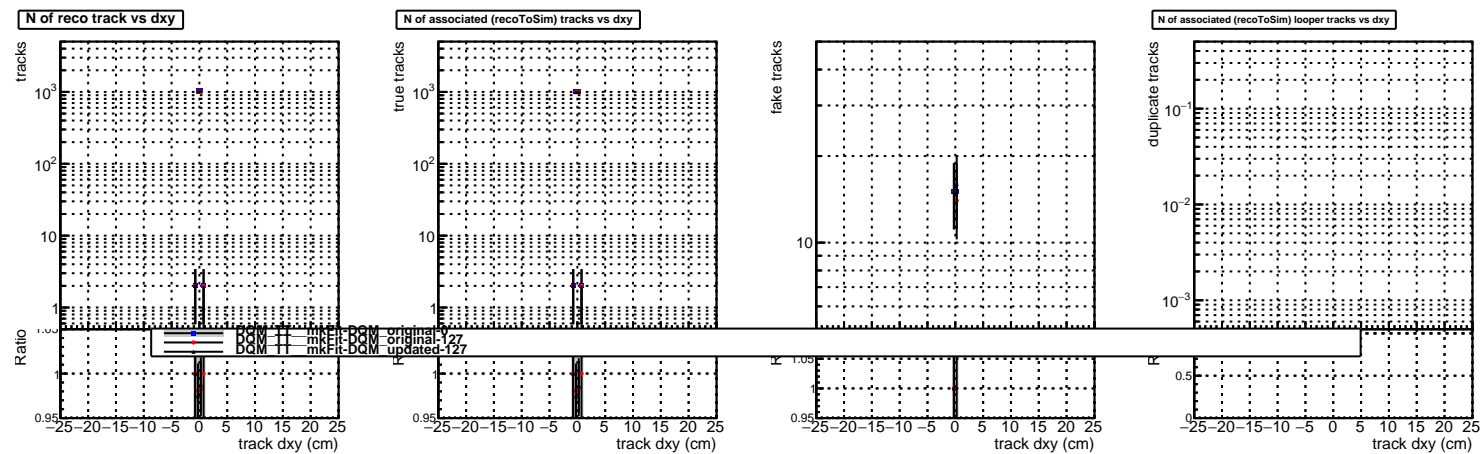 N of reco track vs dxy
N of associated (recoToSim) tracks vs dxy
N of associated (recoToSim) looper tracks vs dxy
tracks
10³
10²
10
1
true tracks
10³
10²
10
1
fake tracks
10
duplicate tracks
10⁻¹
10⁻²
10⁻³
DQM_TT__mkFit-DQM_original-0
DQM_TT__mkFit-DQM_original-127
DQM_TT__mkFit-DQM_updated-127
Ratio
1
0.95
1
0.95
1.05
1
0.95
0.5
0
−25 −20 −15 −10 −5 0 5 10 15 20 25
track dxy (cm)
−25 −20 −15 −10 −5 0 5 10 15 20 25
track dxy (cm)
−25 −20 −15 −10 −5 0 5 10 15 20 25
track dxy (cm)
−25 −20 −15 −10 −5 0 5 10 15 20 25
track dxy (cm)